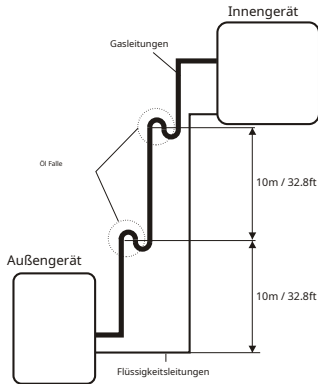 Innengerät
Gasleitungen
Öl Falle
10m / 32.8ft
Außengerät
10m / 32.8ft
Flüssigkeitsleitungen